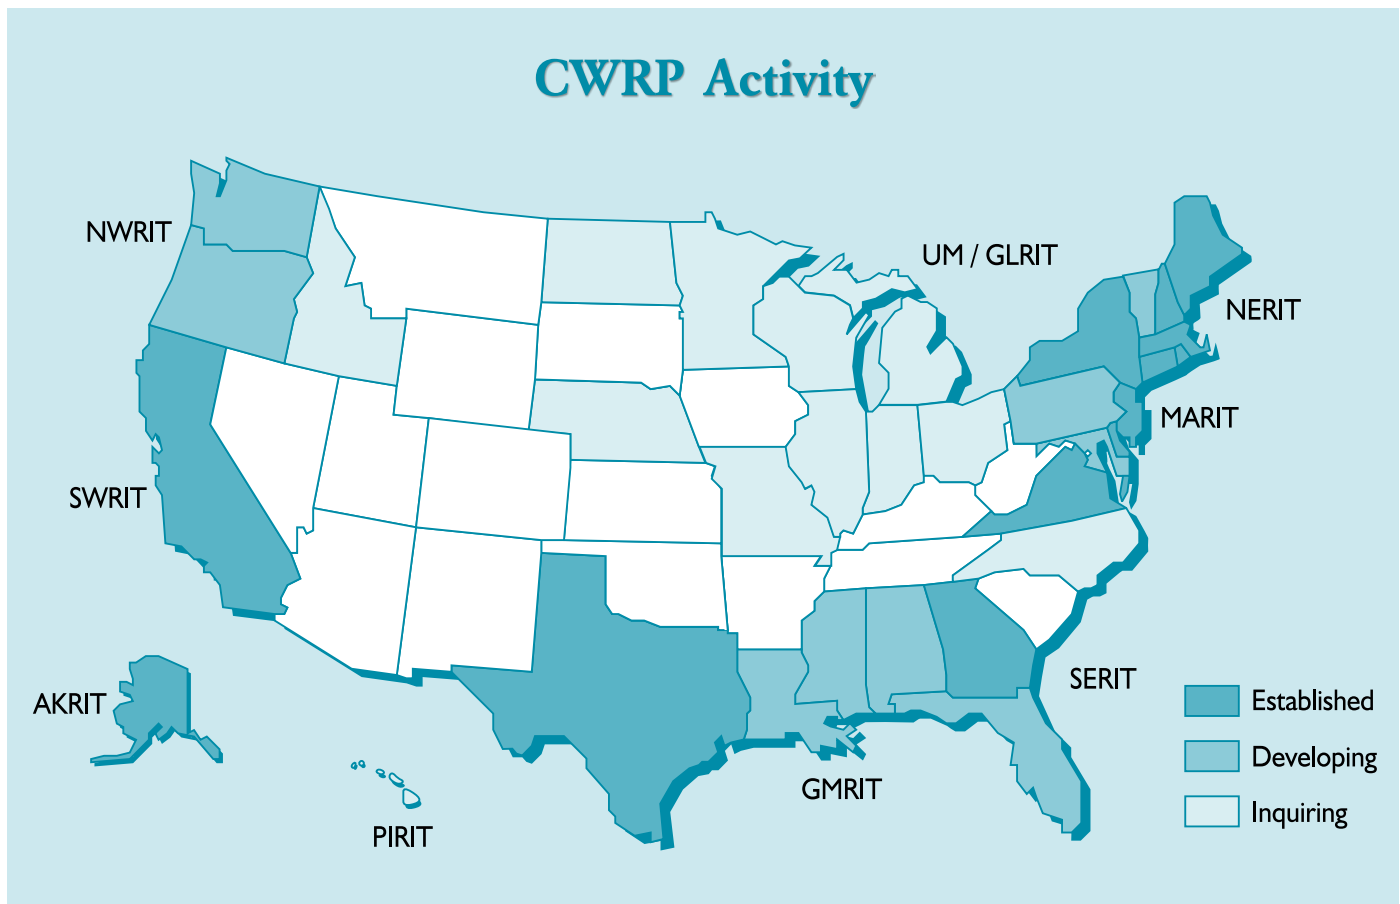 CWRP Activity
NWRIT
UM / GLRIT
NERIT
MARIT
SWRIT
SERIT
AKRIT
GMRIT
PIRIT
Established
Developing
Inquiring